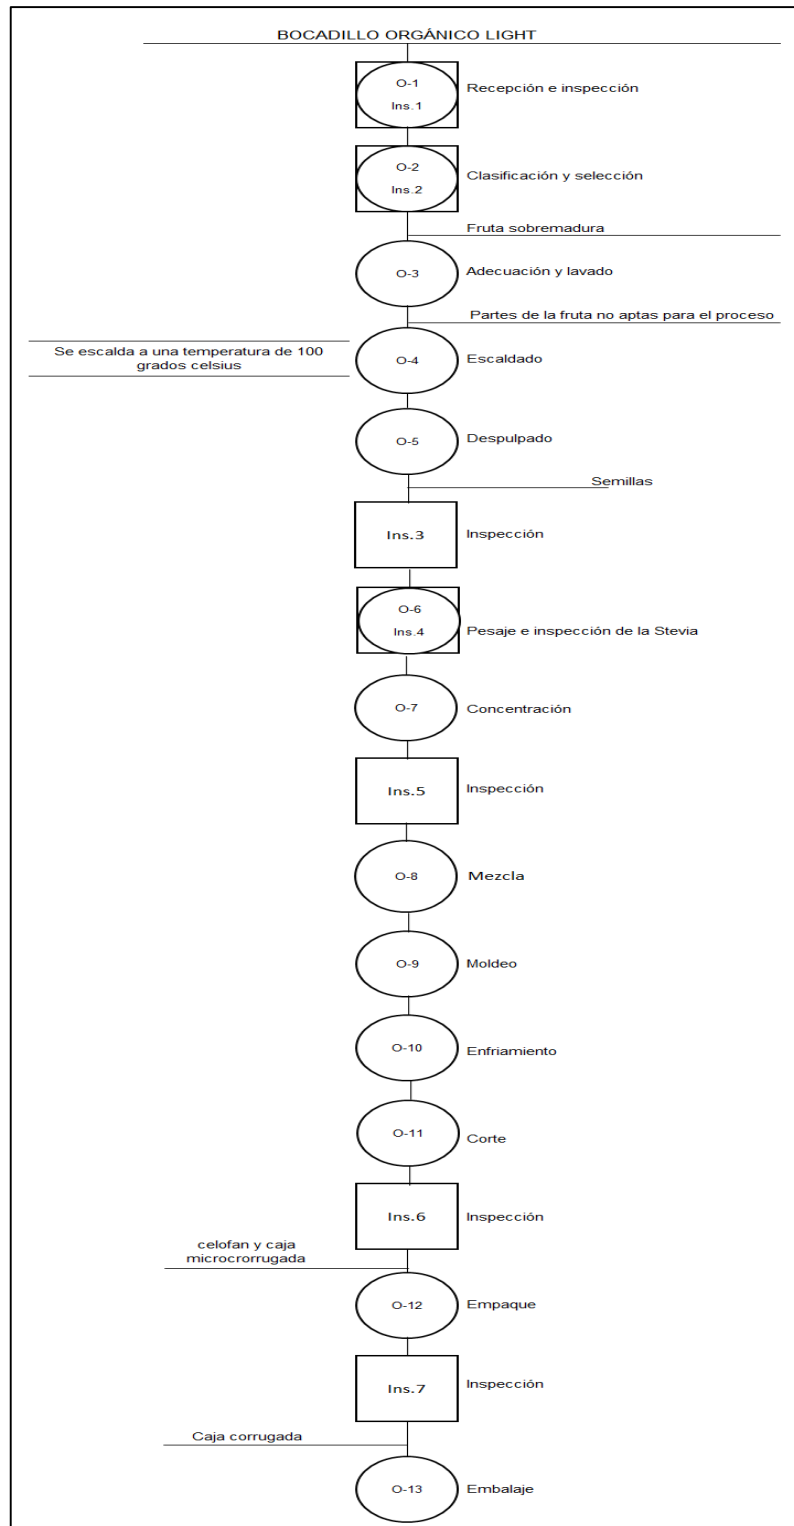 BOCADILLO ORGÁNICO LIGHT
O-1
Ins.1
Recepción e inspección
O-2
Ins.2
Clasificación y selección
Fruta sobremadura
O-3
Adecuación y lavado
Partes de la fruta no aptas para el proceso
Se escalda a una temperatura de 100
grados celsius
O-4
Escaldado
O-5
Despulpado
Semillas
Ins.3
Inspección
O-6
Ins.4
Pesaje e inspección de la Stevia
O-7
Concentración
Ins.5
Inspección
O-8
Mezcla
O-9
Moldeo
O-10
Enfriamiento
O-11
Corte
Ins.6
Inspección
celofan y caja
microcrorrugada
O-12
Empaque
Ins.7
Inspección
Caja corrugada
O-13
Embalaje